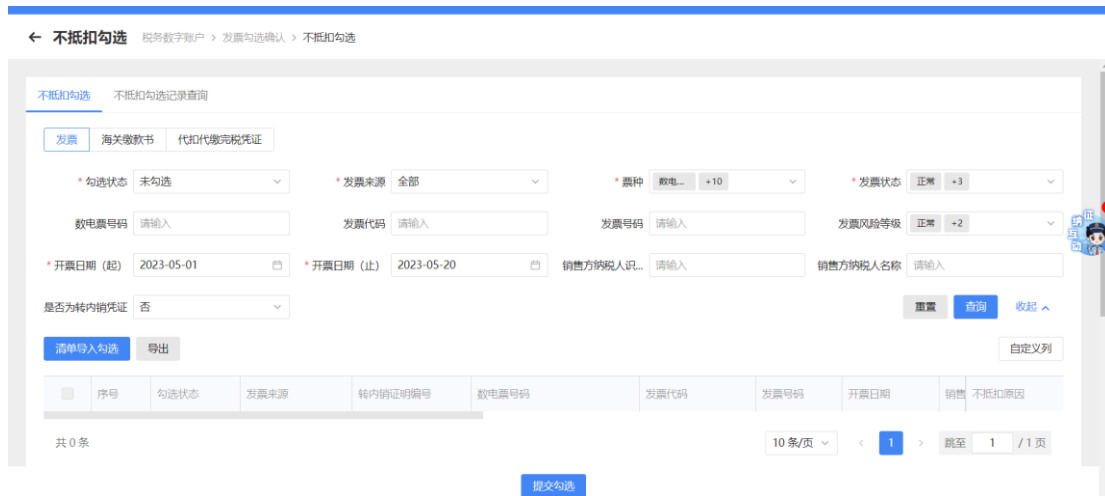 ← 不抵扣勾选 税务数字账户 > 发票勾选确认 > 不抵扣勾选
不抵扣勾选 不抵扣勾选记录查询
发票 海关缴款书 代扣代缴完税凭证
* 勾选状态 未勾选 * 发票来源 全部 * 票种 数电... +10 * 发票状态 正常 +3
数电票号码 请输入 发票代码 请输入 发票号码 请输入 发票风险等级 正常 +2
* 开票日期（起） 2023-05-01 * 开票日期（止） 2023-05-20 销售方纳税人识... 请输入 销售方纳税人名称 请输入
是否为转内销凭证 否 重置 查询 收起
清单导入勾选 导出 自定义列
序号 勾选状态 发票来源 转内销证明编号 数电票号码 发票代码 发票号码 开票日期 销售 不抵扣原因
共 0 条 10 条/页 < 1 > 跳至 1 / 1 页
提交勾选
征纳互动